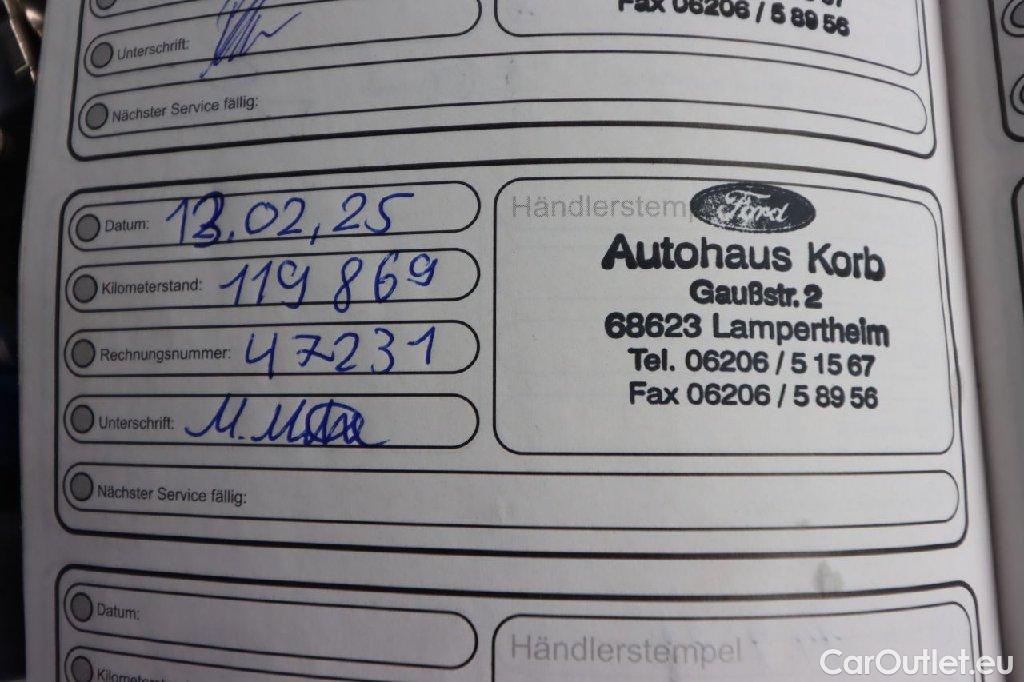 Fax 06206 / 5 89 56
Unterschrift:
Nächster Service fällig:
Datum: 13.02,25
Kilometerstand: 119 869
Rechnungsnummer: 47231
Unterschrift: M.
Nächster Service fällig:
Händlerstempel
Ford
Autohaus Korb
Gaußstr. 2
68623 Lampertheim
Tel. 06206 / 5 15 67
Fax 06206 / 5 89 56
Datum:
Händlerstempel
CarOutlet.eu